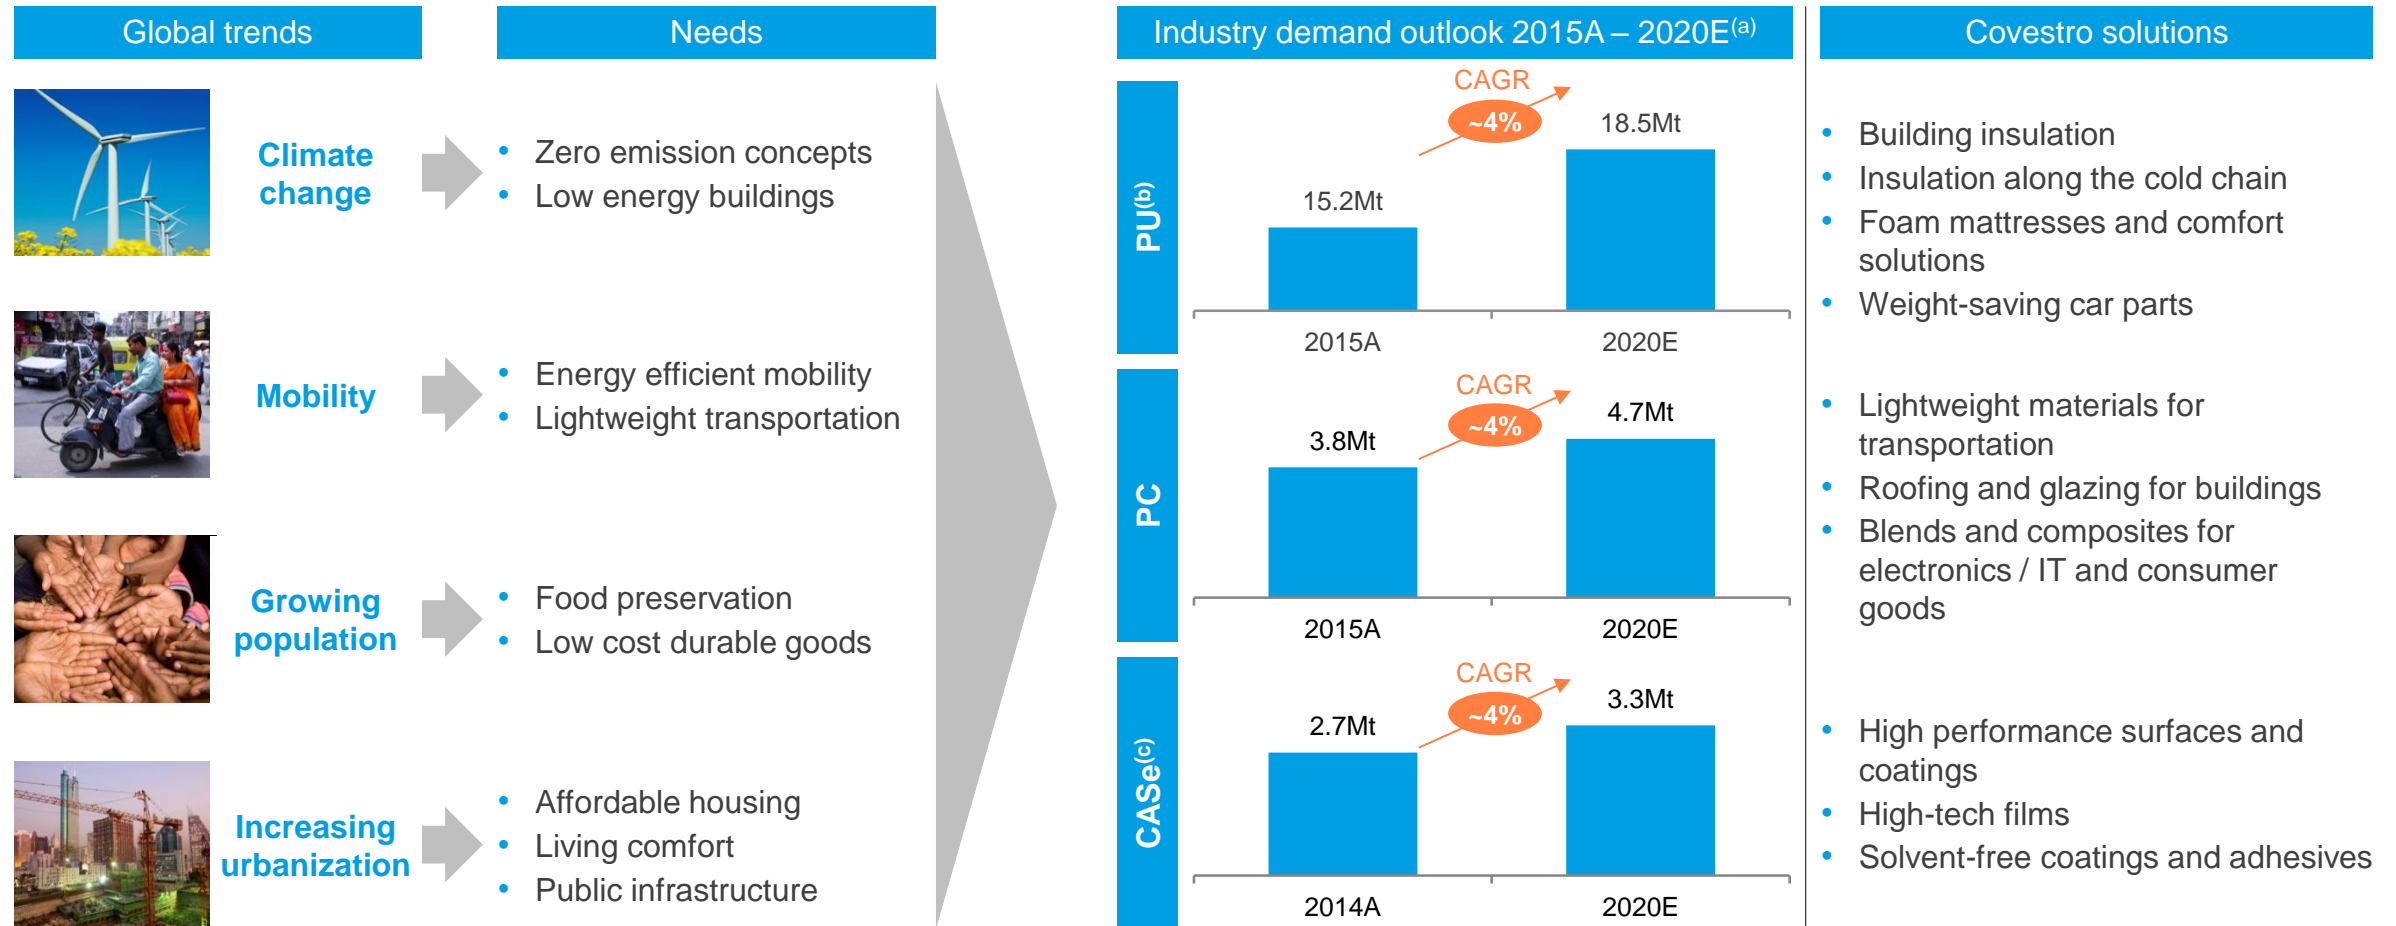 Global trends
Needs
Industry demand outlook 2015A – 2020E(a)
Covestro solutions
Climate
change
• Zero emission concepts
• Low energy buildings
Mobility
• Energy efficient mobility
• Lightweight transportation
Growing
population
• Food preservation
• Low cost durable goods
Increasing
urbanization
• Affordable housing
• Living comfort
• Public infrastructure
PU(b)
CAGR
~4%
15.2Mt
18.5Mt
2015A
2020E
• Building insulation
• Insulation along the cold chain
• Foam mattresses and comfort
solutions
• Weight-saving car parts
PC
CAGR
~4%
3.8Mt
4.7Mt
2015A
2020E
• Lightweight materials for
transportation
• Roofing and glazing for buildings
• Blends and composites for
electronics / IT and consumer
goods
CASe(c)
CAGR
~4%
2.7Mt
3.3Mt
2014A
2020E
• High performance surfaces and
coatings
• High-tech films
• Solvent-free coatings and adhesives